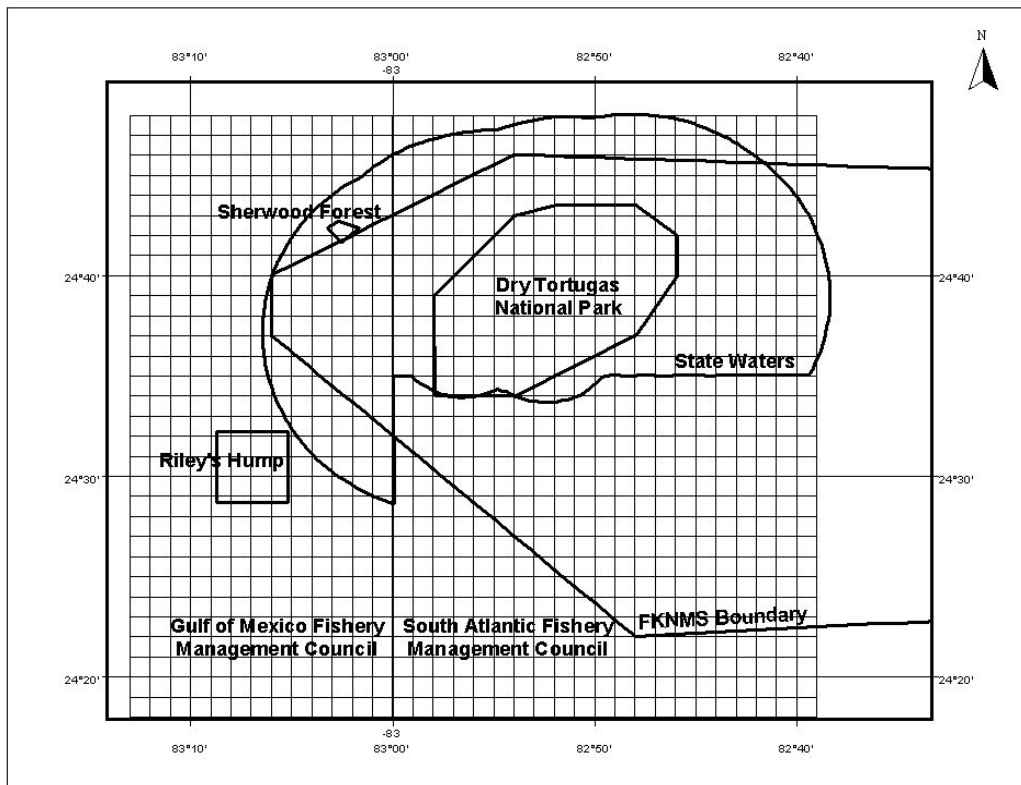 N
83°10' 83°00' 82°50' 82°40'
-83
Sherwood Forest
24°40' 24°40'
Dry Tortugas
National Park
State Waters
Riley's Hump
24°30' 24°30'
FKNMS Boundary
Gulf of Mexico Fishery
Management Council
South Atlantic Fishery
Management Council
24°20' 24°20'
-83
83°10' 83°00' 82°50' 82°40'